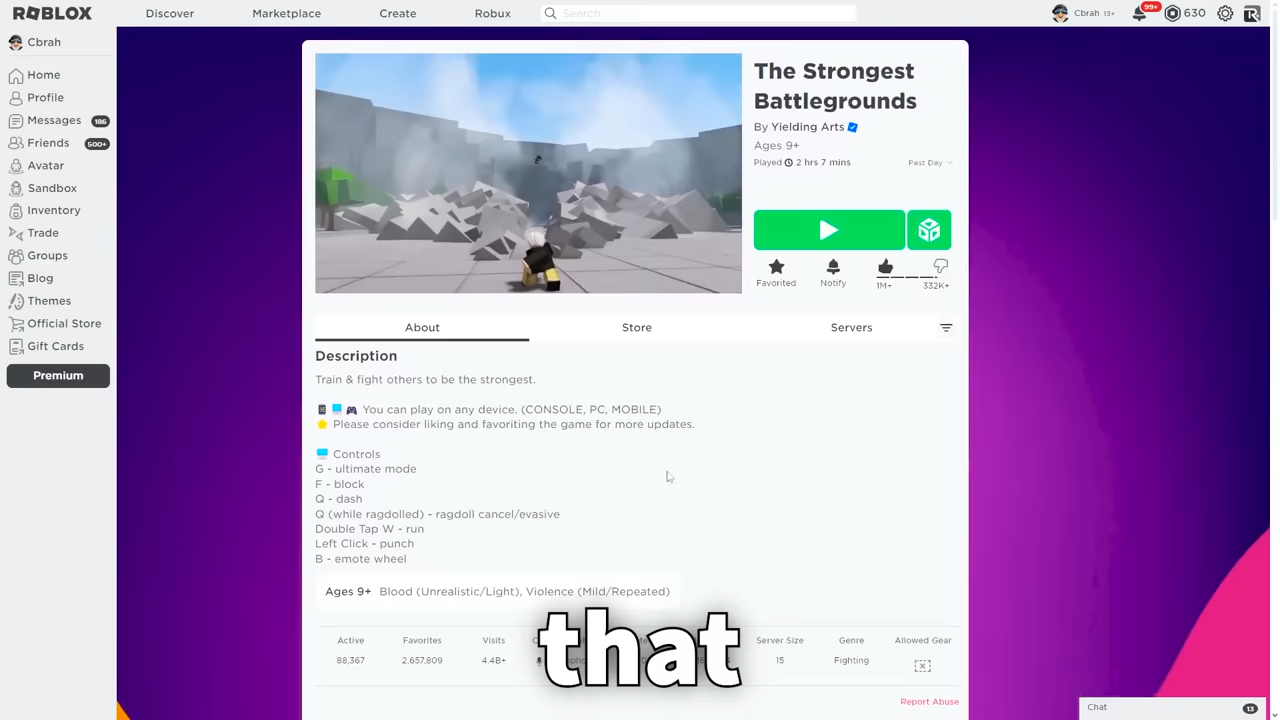 ROBLOX
Discover
Marketplace
Create
Robux
Search
Cbrah 13+
99+
630
Cbrah
Home
Profile
Messages 186
Friends 500+
Avatar
Sandbox
Inventory
Trade
Groups
Blog
Themes
Official Store
Gift Cards
Premium
The Strongest
Battlegrounds
By Yielding Arts
Ages 9+
Played 2 hrs 7 mins
Past Day
Favorited
Notify
1M+
332K+
About
Store
Servers
Description
Train & fight others to be the strongest.
You can play on any device. (CONSOLE, PC, MOBILE)
Please consider liking and favoriting the game for more updates.
Controls
G - ultimate mode
F - block
Q - dash
Q (while ragdolled) - ragdoll cancel/evasive
Double Tap W - run
Left Click - punch
B - emote wheel
Ages 9+ Blood (Unrealistic/Light), Violence (Mild/Repeated)
that
Active
Favorites
Visits
Server Size
Genre
Allowed Gear
88,367
2,657,809
4.4B+
15
Fighting
Report Abuse
Chat
13